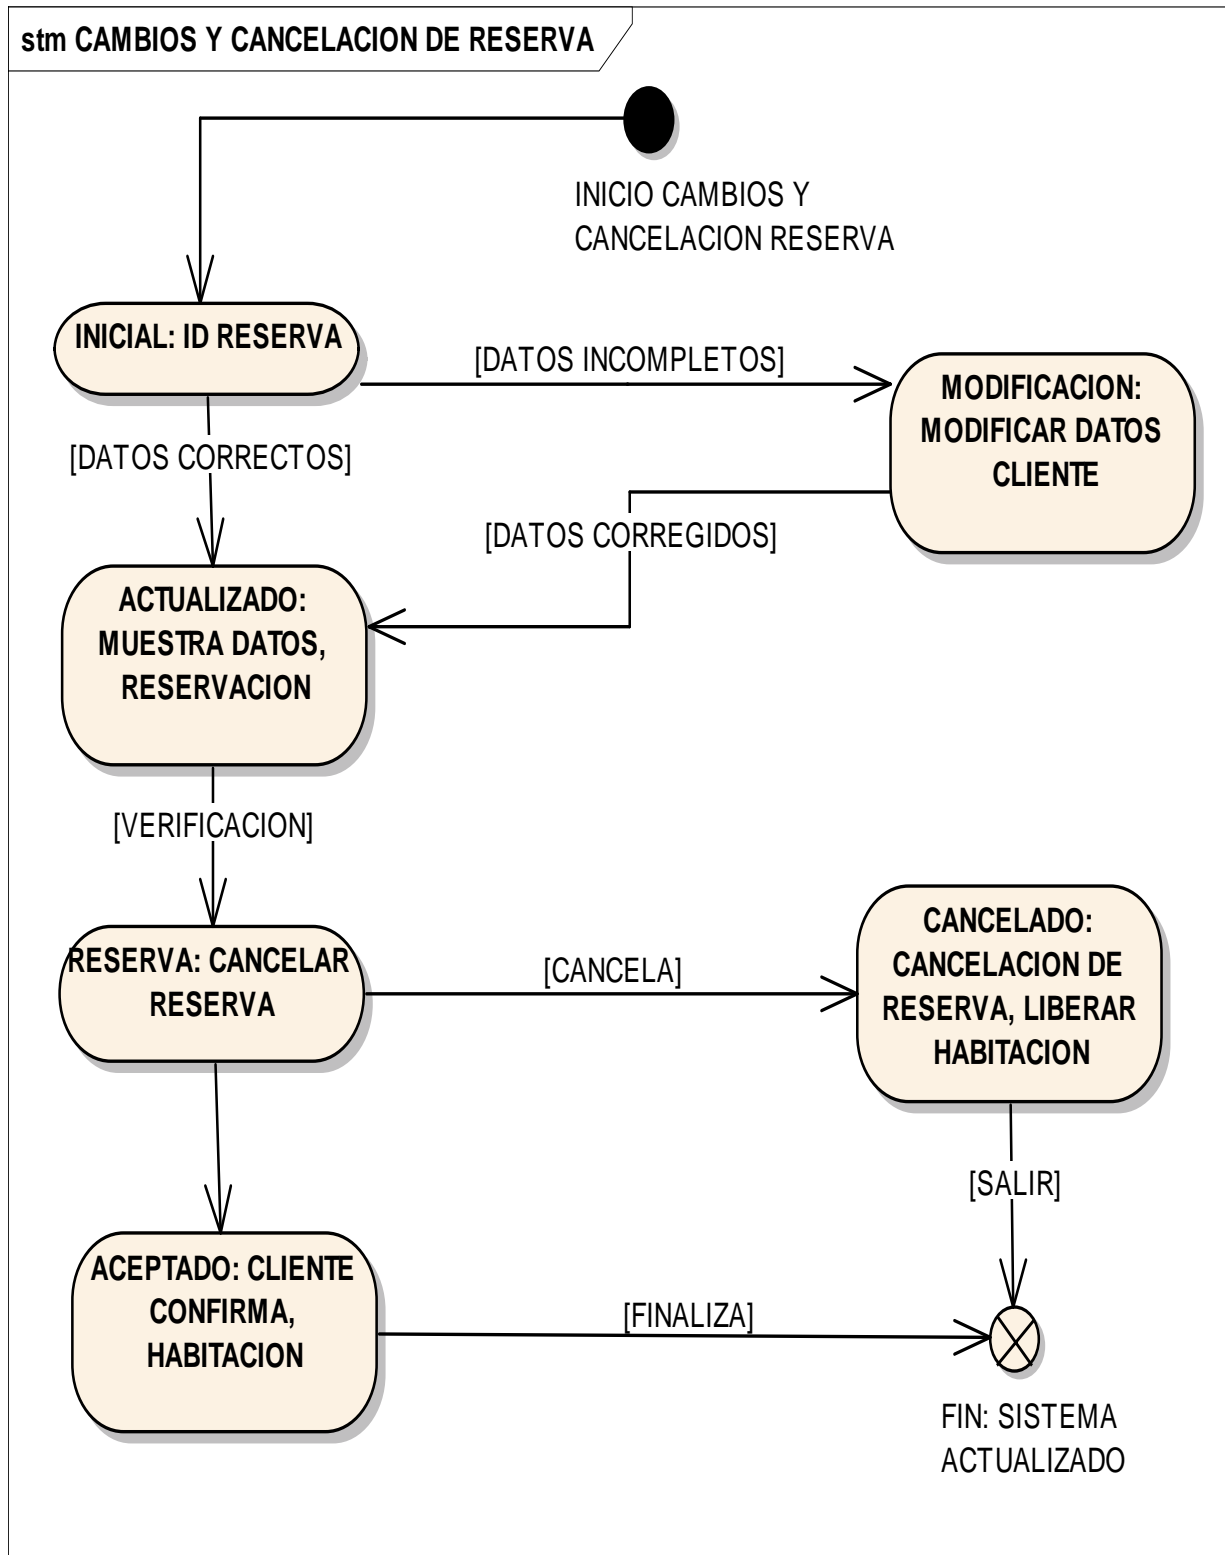 stm CAMBIOS Y CANCELACION DE RESERVA
INICIO CAMBIOS Y
CANCELACION RESERVA
INICIAL: ID RESERVA
[DATOS INCOMPLETOS]
MODIFICACION:
MODIFICAR DATOS
CLIENTE
[DATOS CORRECTOS]
[DATOS CORREGIDOS]
ACTUALIZADO:
MUESTRA DATOS,
RESERVACION
[VERIFICACION]
RESERVA: CANCELAR
RESERVA
[CANCELA]
CANCELADO:
CANCELACION DE
RESERVA, LIBERAR
HABITACION
[SALIR]
ACEPTADO: CLIENTE
CONFIRMA,
HABITACION
[FINALIZA]
FIN: SISTEMA
ACTUALIZADO